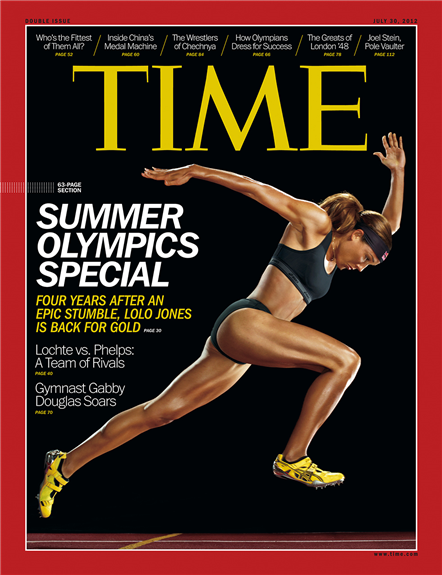 DOUBLE ISSUE
JULY 30, 2012
Who's the Fittest
of Them All?
PAGE 52
Inside China's
Medal Machine
PAGE 60
The Wrestlers
of Chechnya
PAGE 84
How Olympians
Dress for Success
PAGE 66
The Greats of
London '48
PAGE 78
Joel Stein,
Pole Vaulter
PAGE 112
TIME
63-PAGE
SECTION
SUMMER
OLYMPICS
SPECIAL
FOUR YEARS AFTER AN
EPIC STUMBLE, LOLO JONES
IS BACK FOR GOLD PAGE 30
Lochte vs. Phelps:
A Team of Rivals
PAGE 40
Gymnast Gabby
Douglas Soars
PAGE 70
www.time.com